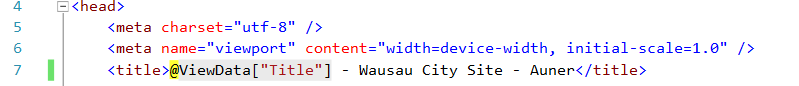 4 <head>
5 <meta charset="utf-8" />
6 <meta name="viewport" content="width=device-width, initial-scale=1.0" />
7 <title>@ViewData["Title"] - Wausau City Site - Auner</title>